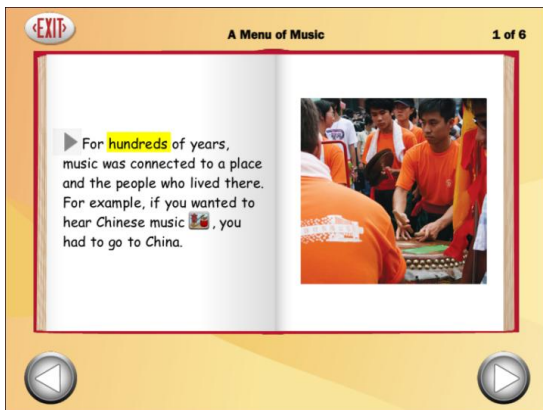 EXIT
A Menu of Music
1 of 6
For hundreds of years,
music was connected to a place
and the people who lived there.
For example, if you wanted to
hear Chinese music , you
had to go to China.